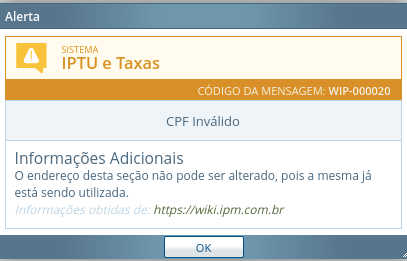 Alerta
SISTEMA
IPTU e Taxas
CÓDIGO DA MENSAGEM: WIP-000020
CPF Inválido
Informações Adicionais
O endereço desta seção não pode ser alterado, pois a mesma já
está sendo utilizada.
Informações obtidas de: https://wiki.ipm.com.br
OK